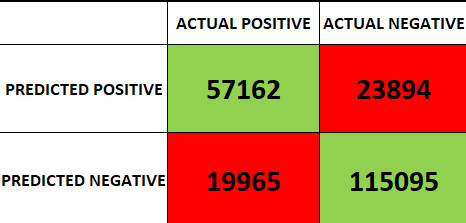 ACTUAL POSITIVE ACTUAL NEGATIVE
PREDICTED POSITIVE 57162 23894
PREDICTED NEGATIVE 19965 115095